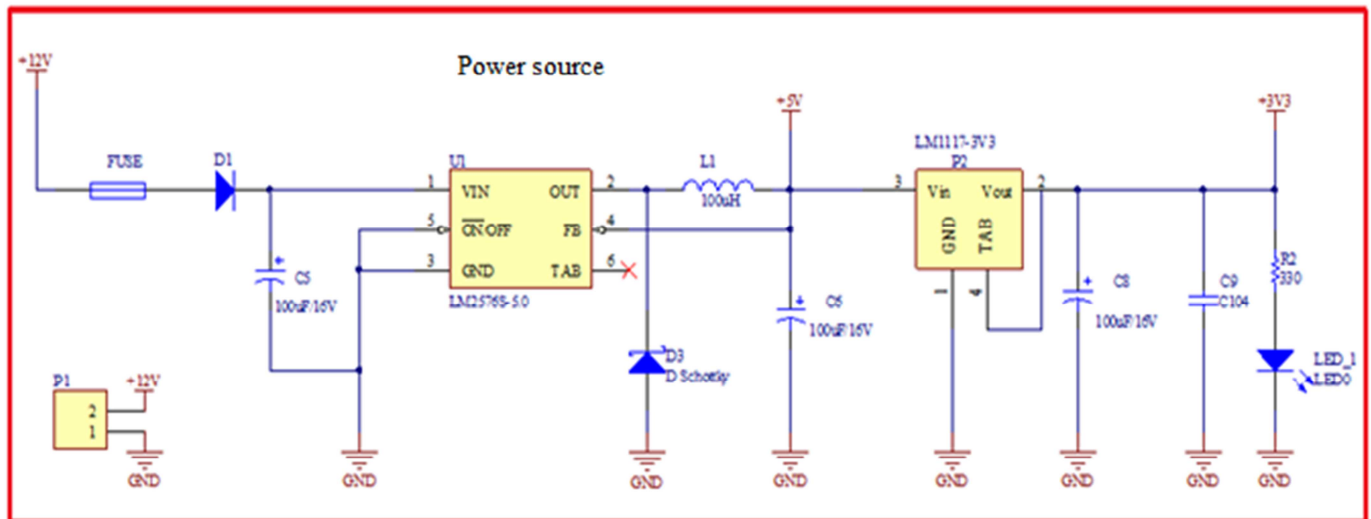 Power source
+12V
FUSE
D1
C5
100uF/16V
U1
1 VIN OUT 2
5 ON\OFF FB 4
3 GND TAB 6
LM2576S-5.0
L1
100uH
+5V
D3
D Schottky
C6
100uF/16V
LM1117-3V3
P2
3 Vin Vout 2
GND TAB
1 4
C8
100uF/16V
C9
C104
+3V3
R2
330
LED_1
LED0
P1
+12V
2
1
GND
GND
GND
GND
GND
GND
GND
GND